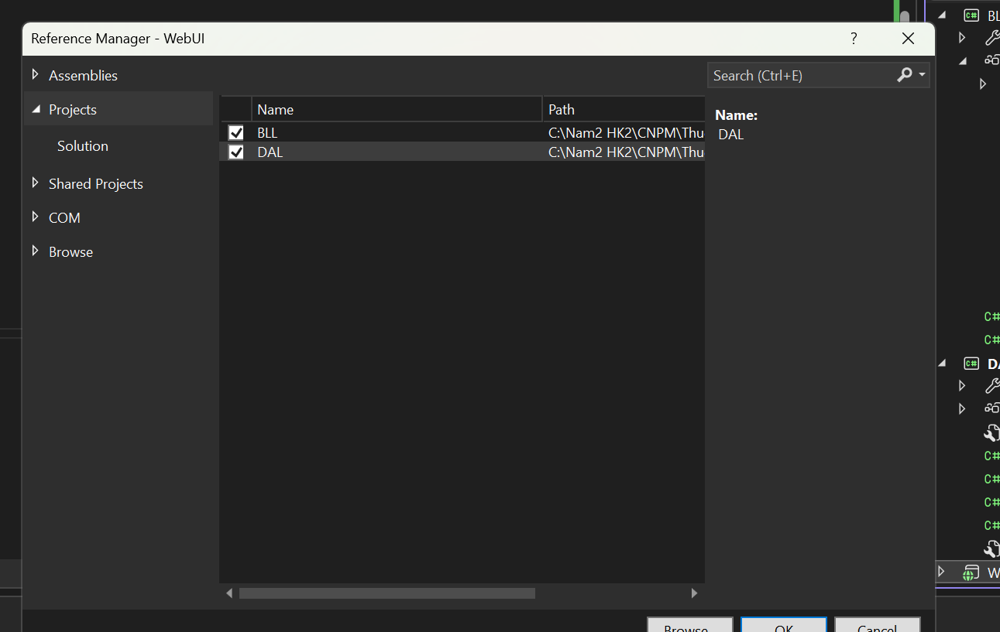 Reference Manager - WebUI
?
Assemblies
Search (Ctrl+E)
Projects
Name
Path
Name:
BLL
C:\Nam2 HK2\CNPM\Thu
DAL
DAL
C:\Nam2 HK2\CNPM\Thu
Solution
Shared Projects
COM
Browse
Browse...
OK
Cancel
C# BL
C#
C#
C# DA
C#
C#
C#
C#
W